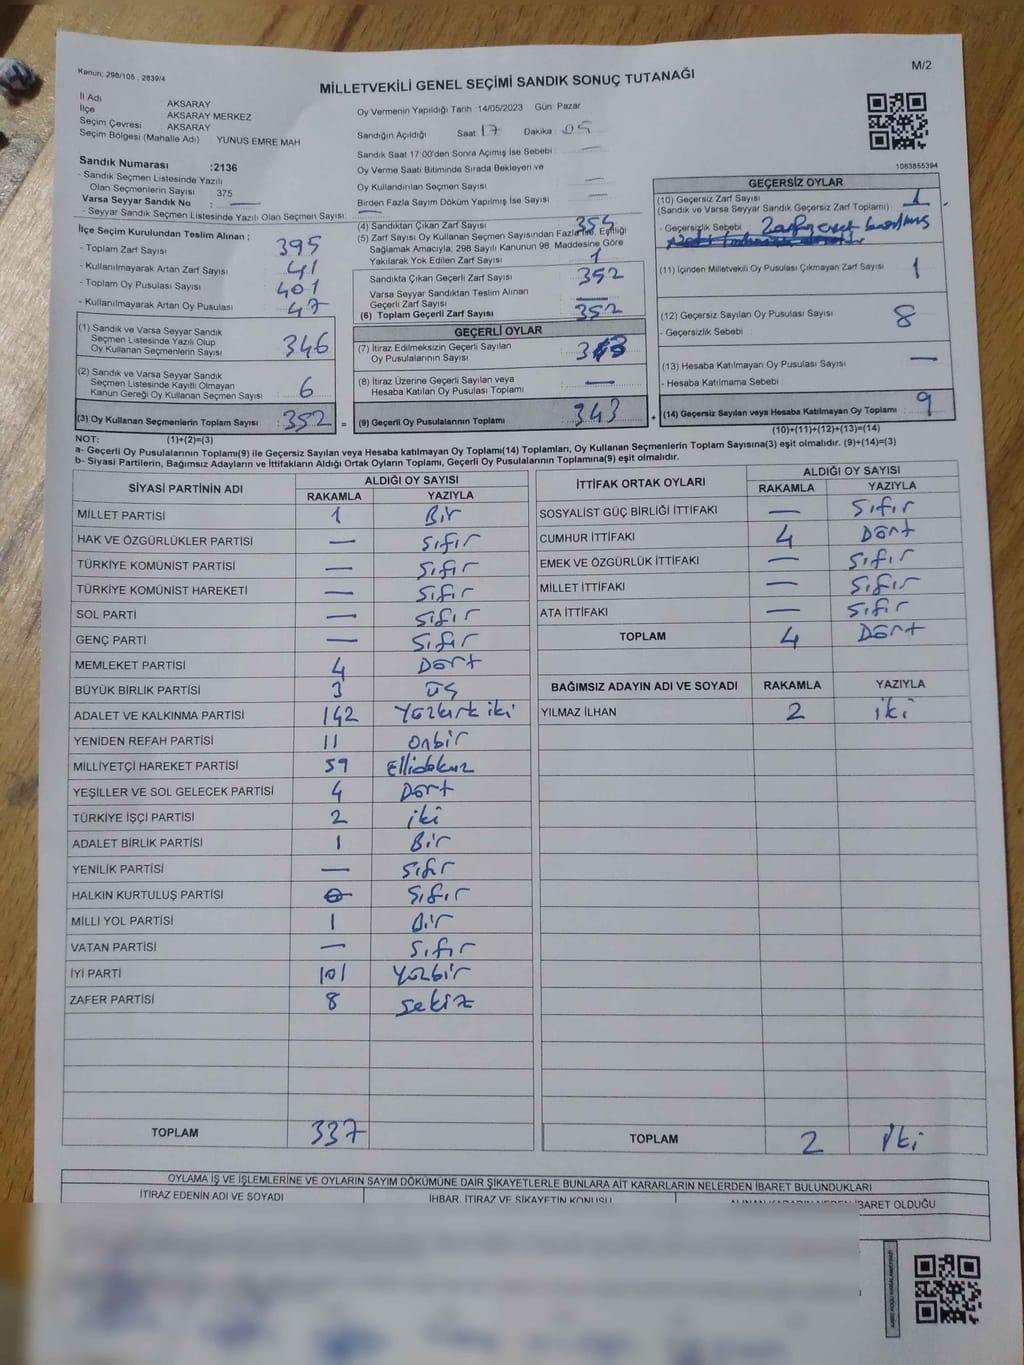 Kanun; 298/105 , 2839/4
M/2
MİLLETVEKİLİ GENEL SEÇİMİ SANDIK SONUÇ TUTANAĞI
İl Adı AKSARAY
İlçe AKSARAY MERKEZ
Seçim Çevresi AKSARAY
Seçim Bölgesi (Mahalle Adı) YUNUS EMRE MAH
Sandık Numarası :2136
- Sandık Seçmen Listesinde Yazılı
Olan Seçmenlerin Sayısı 375
Varsa Seyyar Sandık No : —
- Seyyar Sandık Seçmen Listesinde Yazılı Olan Seçmen Sayısı: —
İlçe Seçim Kurulundan Teslim Alınan ;
- Toplam Zarf Sayısı 395
- Kullanılmayarak Artan Zarf Sayısı 41
- Toplam Oy Pusulası Sayısı 401
- Kullanılmayarak Artan Oy Pusulası 47
(1) Sandık ve Varsa Seyyar Sandık
Seçmen Listesinde Yazılı Olup
Oy Kullanan Seçmenlerin Sayısı 346
(2) Sandık ve Varsa Seyyar Sandık
Seçmen Listesinde Kayıtlı Olmayan
Kanun Gereği Oy Kullanan Seçmen Sayısı 6
(3) Oy Kullanan Seçmenlerin Toplam Sayısı 352 =
Oy Vermenin Yapıldığı Tarih :14/05/2023 Gün: Pazar
Sandığın Açıldığı Saat: 17 Dakika : 05
Sandık Saat 17:00'den Sonra Açımış İse Sebebi : —
Oy Verme Saati Bitiminde Sırada Bekleyen ve
Oy Kullandırılan Seçmen Sayısı —
Birden Fazla Sayım Döküm Yapılmış İse Sayısı —
(4) Sandıktan Çıkan Zarf Sayısı 354
(5) Zarf Sayısı Oy Kullanan Seçmen Sayısından Fazla İse, Eşitliği
Sağlamak Amacıyla; 298 Sayılı Kanunun 98. Maddesine Göre
Yakılarak Yok Edilen Zarf Sayısı 1
Sandıkta Çıkan Geçerli Zarf Sayısı 352
Varsa Seyyar Sandıktan Teslim Alınan
Geçerli Zarf Sayısı —
(6) Toplam Geçerli Zarf Sayısı 352
GEÇERLİ OYLAR
(7) İtiraz Edilmeksizin Geçerli Sayılan
Oy Pusulalarının Sayısı 343
(8) İtiraz Üzerine Geçerli Sayılan veya
Hesaba Katılan Oy Pusulası Toplamı —
(9) Geçerli Oy Pusulalarının Toplamı 343 +
1083855394
GEÇERSİZ OYLAR
(10) Geçersiz Zarf Sayısı 1
(Sandık ve Varsa Seyyar Sandık Geçersiz Zarf Toplamı) :
- Geçersizlik Sebebi
(11) İçinden Milletvekili Oy Pusulası Çıkmayan Zarf Sayısı 1
(12) Geçersiz Sayılan Oy Pusulası Sayısı 8
- Geçersizlik Sebebi :
(13) Hesaba Katılmayan Oy Pusulası Sayısı —
- Hesaba Katılmama Sebebi
(14) Geçersiz Sayılan veya Hesaba Katılmayan Oy Toplamı 9
(10)+(11)+(12)+(13)=(14)
NOT: (1)+(2)=(3)
a- Geçerli Oy Pusulasının Toplamı(9) ile Geçersiz Sayılan veya Hesaba katılmayan Oy Toplamı(14) Toplamları, Oy Kullanan Seçmenlerin Toplam Sayısına(3) eşit olmalıdır. (9)+(14)=(3)
b- Siyasi Partilerin, Bağımsız Adayların ve İttifakların Aldığı Ortak Oyların Toplamı, Geçerli Oy Pusulalarının Toplamına(9) eşit olmalıdır.
SİYASİ PARTİNİN ADI ALDIĞI OY SAYISI
RAKAMLA YAZIYLA
MİLLET PARTİSİ 1 Bir
HAK VE ÖZGÜRLÜKLER PARTİSİ — Sıfır
TÜRKİYE KOMÜNİST PARTİSİ — Sıfır
TÜRKİYE KOMÜNİST HAREKETİ — Sıfır
SOL PARTİ — Sıfır
GENÇ PARTİ — Sıfır
MEMLEKET PARTİSİ 4 Dört
BÜYÜK BİRLİK PARTİSİ 3 üç
ADALET VE KALKINMA PARTİSİ 142 Yüzkırk iki
YENİDEN REFAH PARTİSİ 11 onbir
MİLLİYETÇİ HAREKET PARTİSİ 59 Ellidokuz
YEŞİLLER VE SOL GELECEK PARTİSİ 4 Dört
TÜRKİYE İŞÇİ PARTİSİ 2 iki
ADALET BİRLİK PARTİSİ 1 Bir
YENİLİK PARTİSİ — Sıfır
HALKIN KURTULUŞ PARTİSİ 0 Sıfır
MİLLİ YOL PARTİSİ 1 Bir
VATAN PARTİSİ — Sıfır
İYİ PARTİ 101 Yüzbir
ZAFER PARTİSİ 8 sekiz
TOPLAM 337
İTTİFAK ORTAK OYLARI ALDIĞI OY SAYISI
RAKAMLA YAZIYLA
SOSYALİST GÜÇ BİRLİĞİ İTTİFAKI — Sıfır
CUMHUR İTTİFAKI 4 Dört
EMEK VE ÖZGÜRLÜK İTTİFAKI — Sıfır
MİLLET İTTİFAKI — Sıfır
ATA İTTİFAKI — Sıfır
TOPLAM 4 Dört
BAĞIMSIZ ADAYIN ADI VE SOYADI RAKAMLA YAZIYLA
YILMAZ İLHAN 2 iki
TOPLAM 2 iki
OYLAMA İŞ VE İŞLEMLERİNE VE OYLARIN SAYIM DÖKÜMÜNE DAİR ŞİKAYETLERLE BUNLARA AİT KARARLARIN NELERDEN İBARET BULUNDUKLARI
İTİRAZ EDENİN ADI VE SOYADI İHBAR, İTİRAZ VE ŞİKAYETİN KONUSU ALINAN KARARIN NEDEN İBARET OLDUĞU